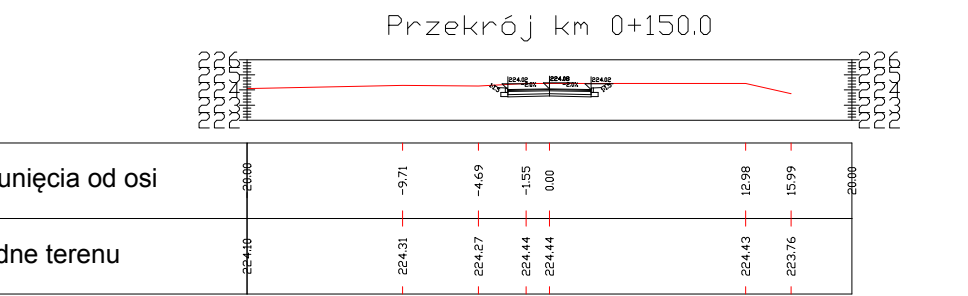 Przekrój km 0+150.0
226 226
225 225
224 224
223 223
222 222
224.02 224.08 224.02
-2.0% -2.0%
unięcia od osi 20.00 -9.71 -4.69 -1.55 0.00 12.98 15.99 20.00
dne terenu 224.10 224.31 224.27 224.44 224.44 224.43 223.76